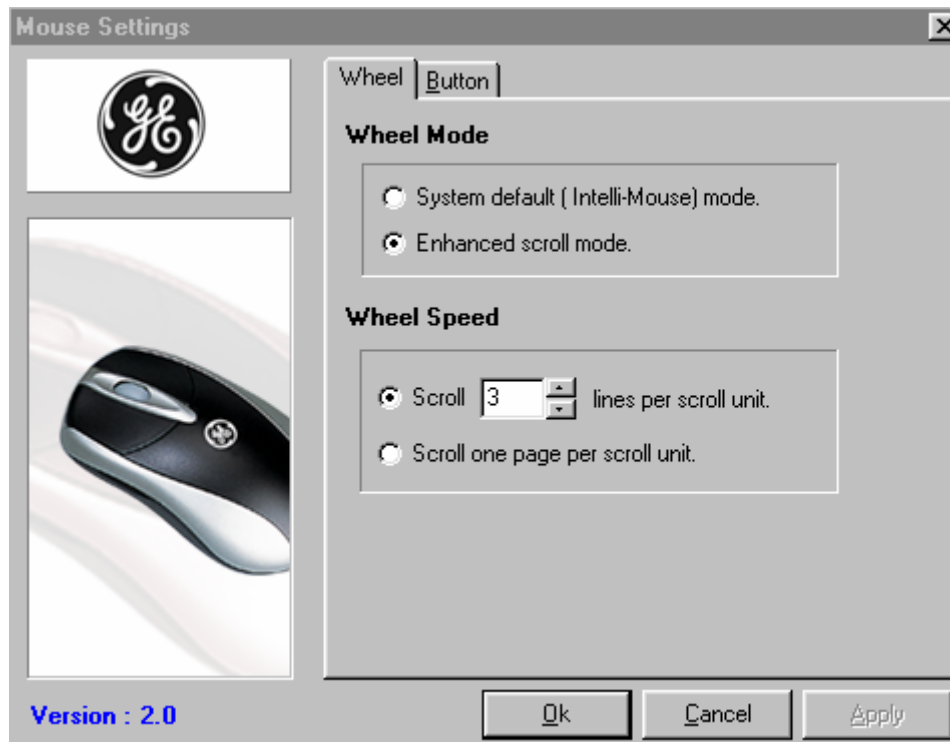 Mouse Settings
GE
Wheel
Button
Wheel Mode
System default ( Intelli-Mouse) mode.
Enhanced scroll mode.
Wheel Speed
Scroll 3 lines per scroll unit.
Scroll one page per scroll unit.
Version : 2.0
Ok
Cancel
Apply